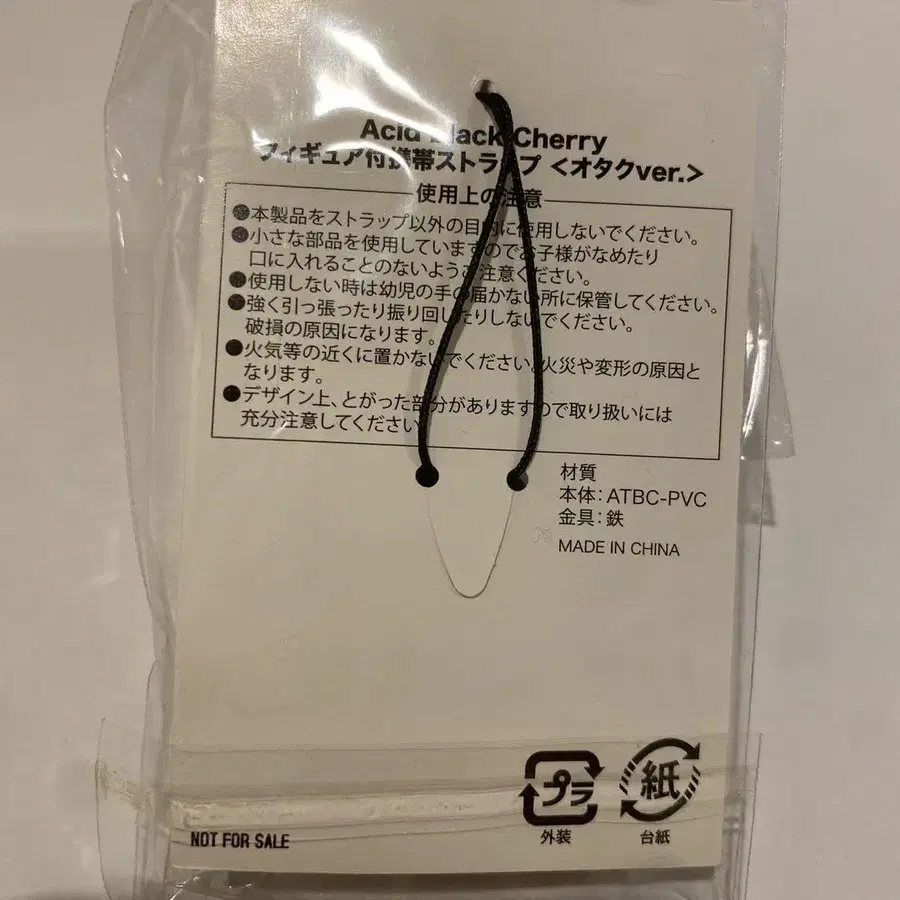 Acid Black Cherry
フィギュア付携帯ストラップ <オタクver.>
使用上の注意
●本製品をストラップ以外の目的に使用しないでください。
●小さな部品を使用していますのでお子様がなめたり
口に入れることのないようご注意ください。
●使用しない時は幼児の手の届かない所に保管してください。
●強く引っ張ったり振り回したりしないでください。
破損の原因になります。
●火気等の近くに置かないでください。火災や変形の原因と
なります。
●デザイン上、とがった部分がありますので取り扱いには
充分注意してください。
材質
本体：ATBC-PVC
金具：鉄
MADE IN CHINA
プラ
外装
紙
台紙
NOT FOR SALE